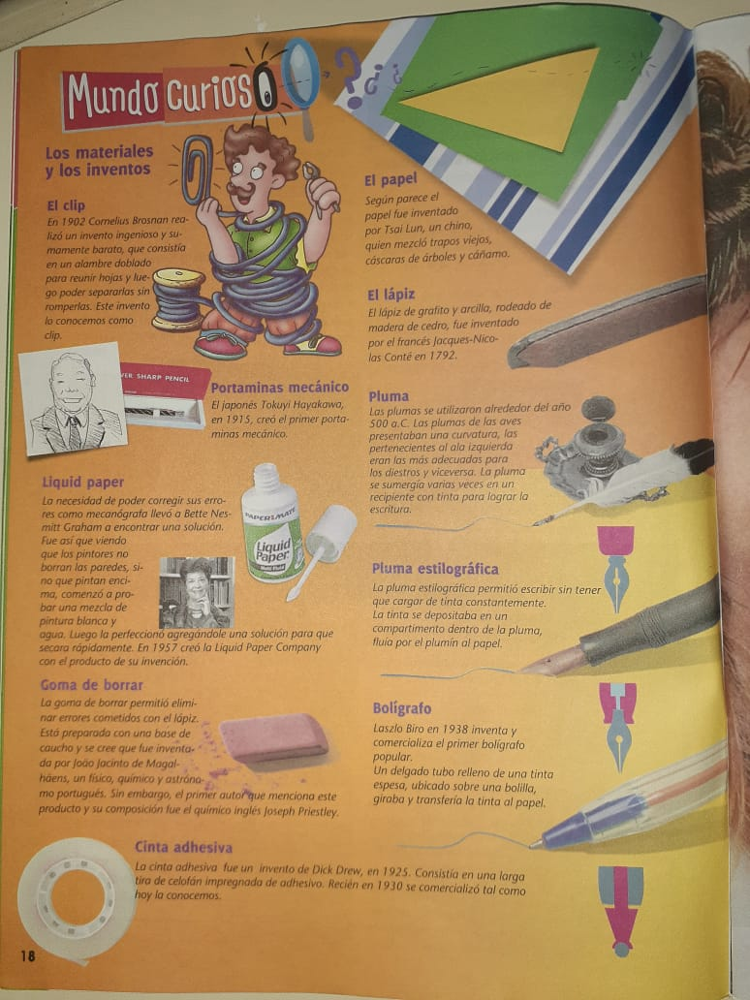 Mundo curioso
Los materiales
y los inventos
El clip
En 1902 Cornelius Brosnan rea-
lizó un invento ingenioso y su-
mamente barato, que consistía
en un alambre doblado
para reunir hojas y lue-
go poder separarlas sin
romperlas. Este invento
lo conocemos como
clip.
VER SHARP PENCIL
Portaminas mecánico
El japonés Tokuyi Hayakawa,
en 1915, creó el primer porta-
minas mecánico.
Liquid paper
La necesidad de poder corregir sus erro-
res como mecanógrafa llevó a Bette Nes-
mitt Graham a encontrar una solución.
Fue así que viendo
que los pintores no
borran las paredes, si-
no que pintan enci-
ma, comenzó a pro-
bar una mezcla de
pintura blanca y
agua. Luego la perfeccionó agregándole una solución para que
secara rápidamente. En 1957 creó la Liquid Paper Company
con el producto de su invención.
PAPERMATE
Liquid
Paper
Goma de borrar
La goma de borrar permitió elimi-
nar errores cometidos con el lápiz.
Está preparada con una base de
caucho y se cree que fue inventa-
da por João Jacinto de Magal-
hāens, un físico, químico y astróno-
mo portugués. Sin embargo, el primer autor que menciona este
producto y su composición fue el químico inglés Joseph Priestley.
Cinta adhesiva
La cinta adhesiva fue un invento de Dick Drew, en 1925. Consistía en una larga
tira de celofán impregnada de adhesivo. Recién en 1930 se comercializó tal como
hoy la conocemos.
El papel
Según parece el
papel fue inventado
por Tsai Lun, un chino,
quien mezcló trapos viejos,
cáscaras de árboles y cáñamo.
El lápiz
El lápiz de grafito y arcilla, rodeado de
madera de cedro, fue inventado
por el francés Jacques-Nico-
las Conté en 1792.
Pluma
Las plumas se utilizaron alrededor del año
500 a.C. Las plumas de las aves
presentaban una curvatura, las
pertenecientes al ala izquierda
eran las más adecuadas para
los diestros y viceversa. La pluma
se sumergía varias veces en un
recipiente con tinta para lograr la
escritura.
Pluma estilográfica
La pluma estilográfica permitió escribir sin tener
que cargar de tinta constantemente.
La tinta se depositaba en un
compartimento dentro de la pluma,
fluía por el plumín al papel.
Bolígrafo
Laszlo Biro en 1938 inventa y
comercializa el primer bolígrafo
popular.
Un delgado tubo relleno de una tinta
espesa, ubicado sobre una bolilla,
giraba y transfería la tinta al papel.
18